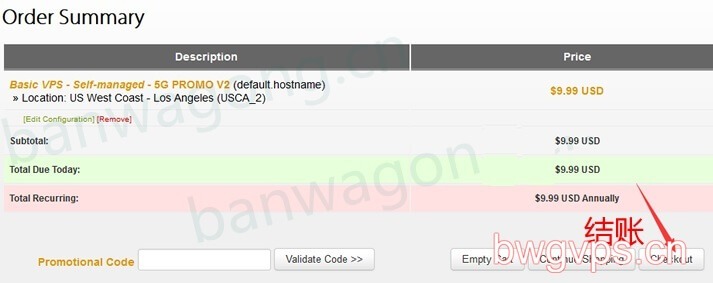 Order Summary
Description Price
Basic VPS - Self-managed - 5G PROMO V2 (default.hostname) $9.99 USD
» Location: US West Coast - Los Angeles (USCA_2)
[Edit Configuration] [Remove]
Subtotal: $9.99 USD
Total Due Today: $9.99 USD
Total Recurring: $9.99 USD Annually
结账
Promotional Code Validate Code >> Empty Cart Continue Shopping Checkout
banwagong.cn
banwagon
bwgvps.cn